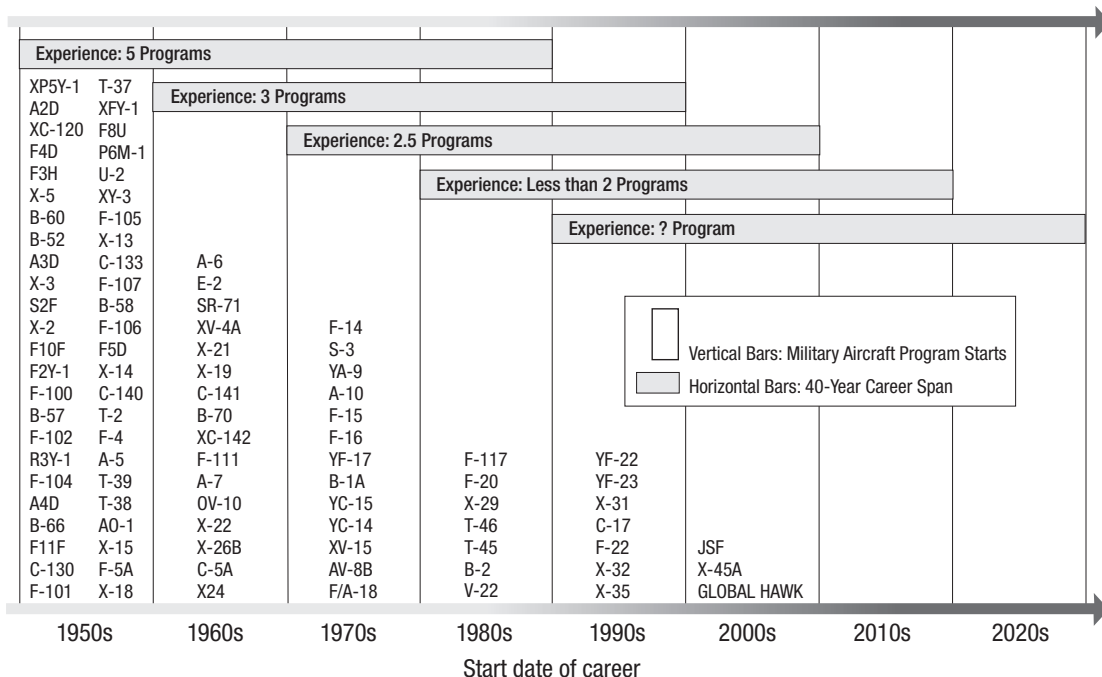 Experience: 5 Programs
XP5Y-1 T-37
A2D XFY-1
Experience: 3 Programs
XC-120 F8U
F4D P6M-1
Experience: 2.5 Programs
F3H U-2
X-5 XY-3
Experience: Less than 2 Programs
B-60 F-105
B-52 X-13
Experience: ? Program
A3D C-133 A-6
X-3 F-107 E-2
S2F B-58 SR-71
X-2 F-106 XV-4A F-14
F10F F5D X-21 S-3
Vertical Bars: Military Aircraft Program Starts
F2Y-1 X-14 X-19 YA-9
F-100 C-140 C-141 A-10
Horizontal Bars: 40-Year Career Span
B-57 T-2 B-70 F-15
F-102 F-4 XC-142 F-16
R3Y-1 A-5 F-111 YF-17 F-117 YF-22
F-104 T-39 A-7 B-1A F-20 YF-23
A4D T-38 OV-10 YC-15 X-29 X-31
B-66 AO-1 X-22 YC-14 T-46 C-17
F11F X-15 X-26B XV-15 T-45 F-22 JSF
C-130 F-5A C-5A AV-8B B-2 X-32 X-45A
F-101 X-18 X24 F/A-18 V-22 X-35 GLOBAL HAWK
1950s 1960s 1970s 1980s 1990s 2000s 2010s 2020s
Start date of career